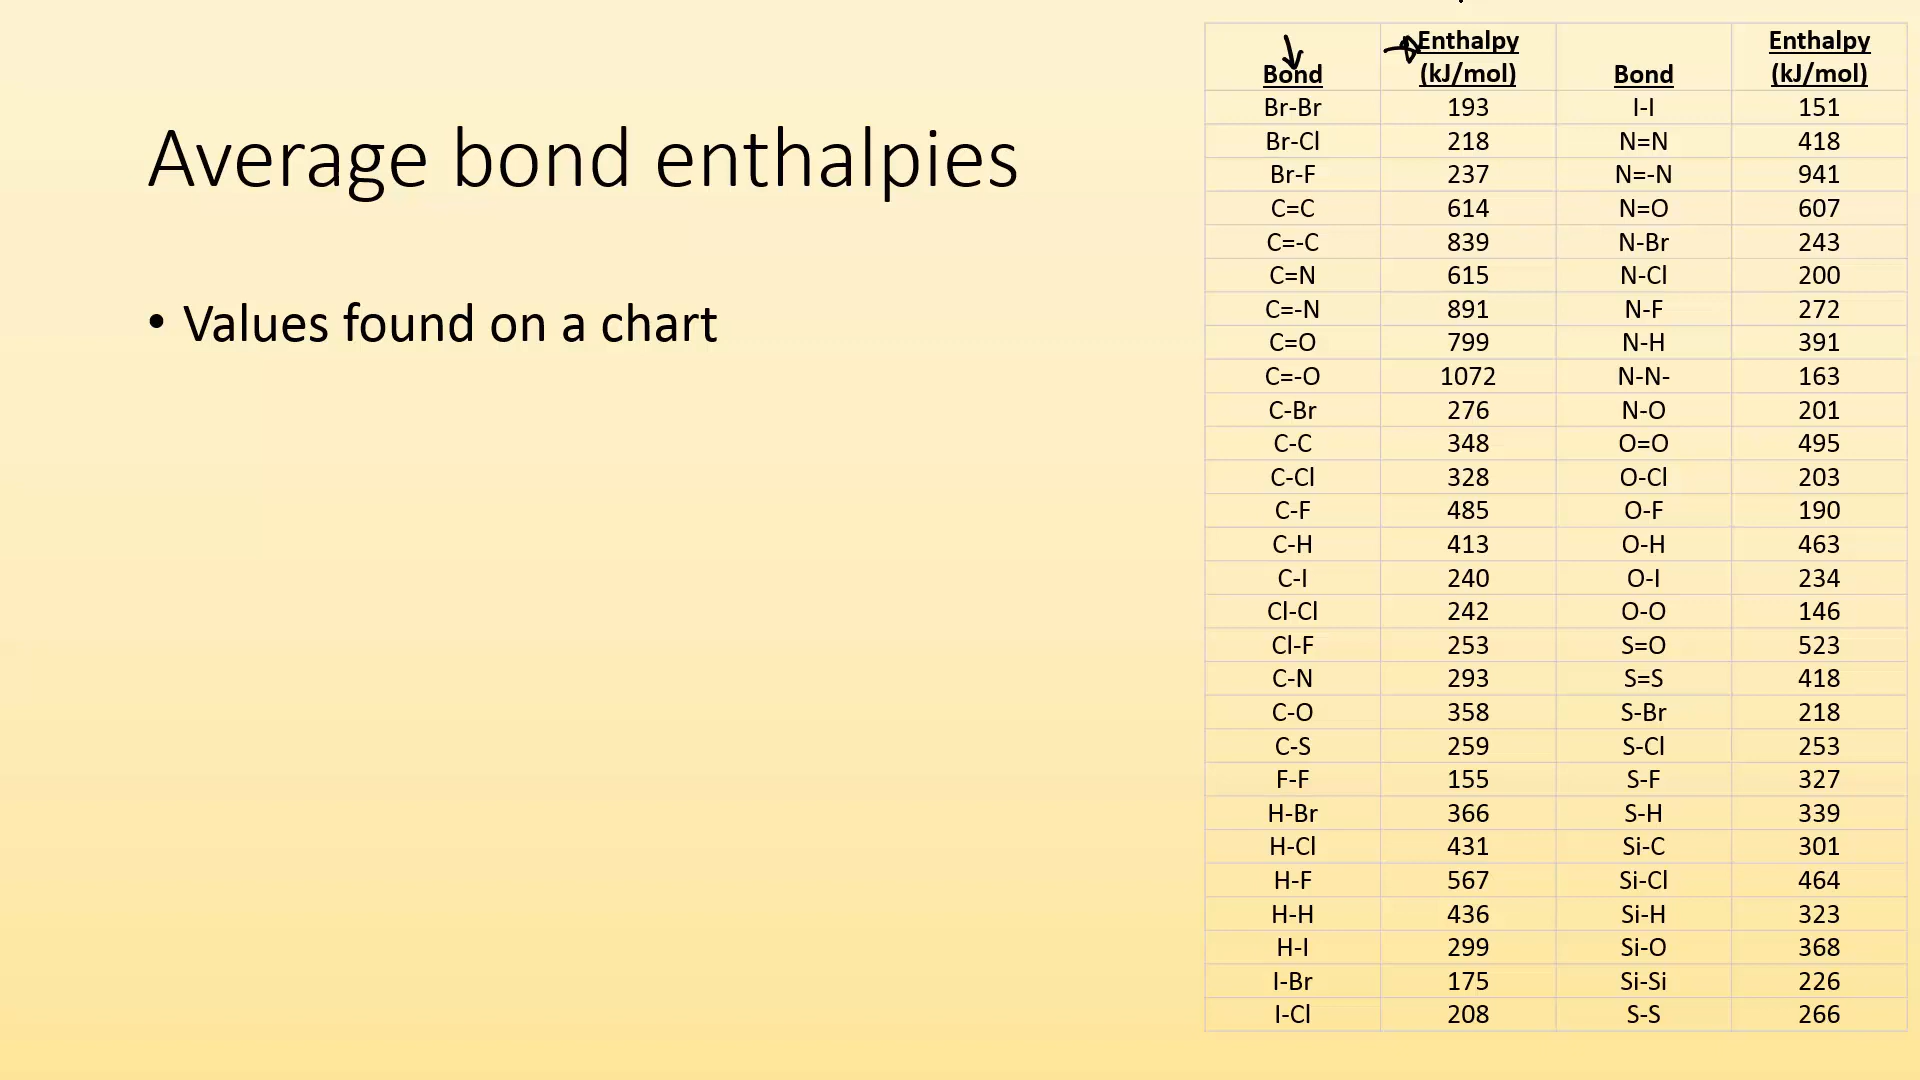 Average bond enthalpies
• Values found on a chart
Enthalpy Enthalpy
Bond (kJ/mol) Bond (kJ/mol)
Br-Br 193 I-I 151
Br-Cl 218 N=N 418
Br-F 237 N=-N 941
C=C 614 N=O 607
C=-C 839 N-Br 243
C=N 615 N-Cl 200
C=-N 891 N-F 272
C=O 799 N-H 391
C=-O 1072 N-N- 163
C-Br 276 N-O 201
C-C 348 O=O 495
C-Cl 328 O-Cl 203
C-F 485 O-F 190
C-H 413 O-H 463
C-I 240 O-I 234
Cl-Cl 242 O-O 146
Cl-F 253 S=O 523
C-N 293 S=S 418
C-O 358 S-Br 218
C-S 259 S-Cl 253
F-F 155 S-F 327
H-Br 366 S-H 339
H-Cl 431 Si-C 301
H-F 567 Si-Cl 464
H-H 436 Si-H 323
H-I 299 Si-O 368
I-Br 175 Si-Si 226
I-Cl 208 S-S 266